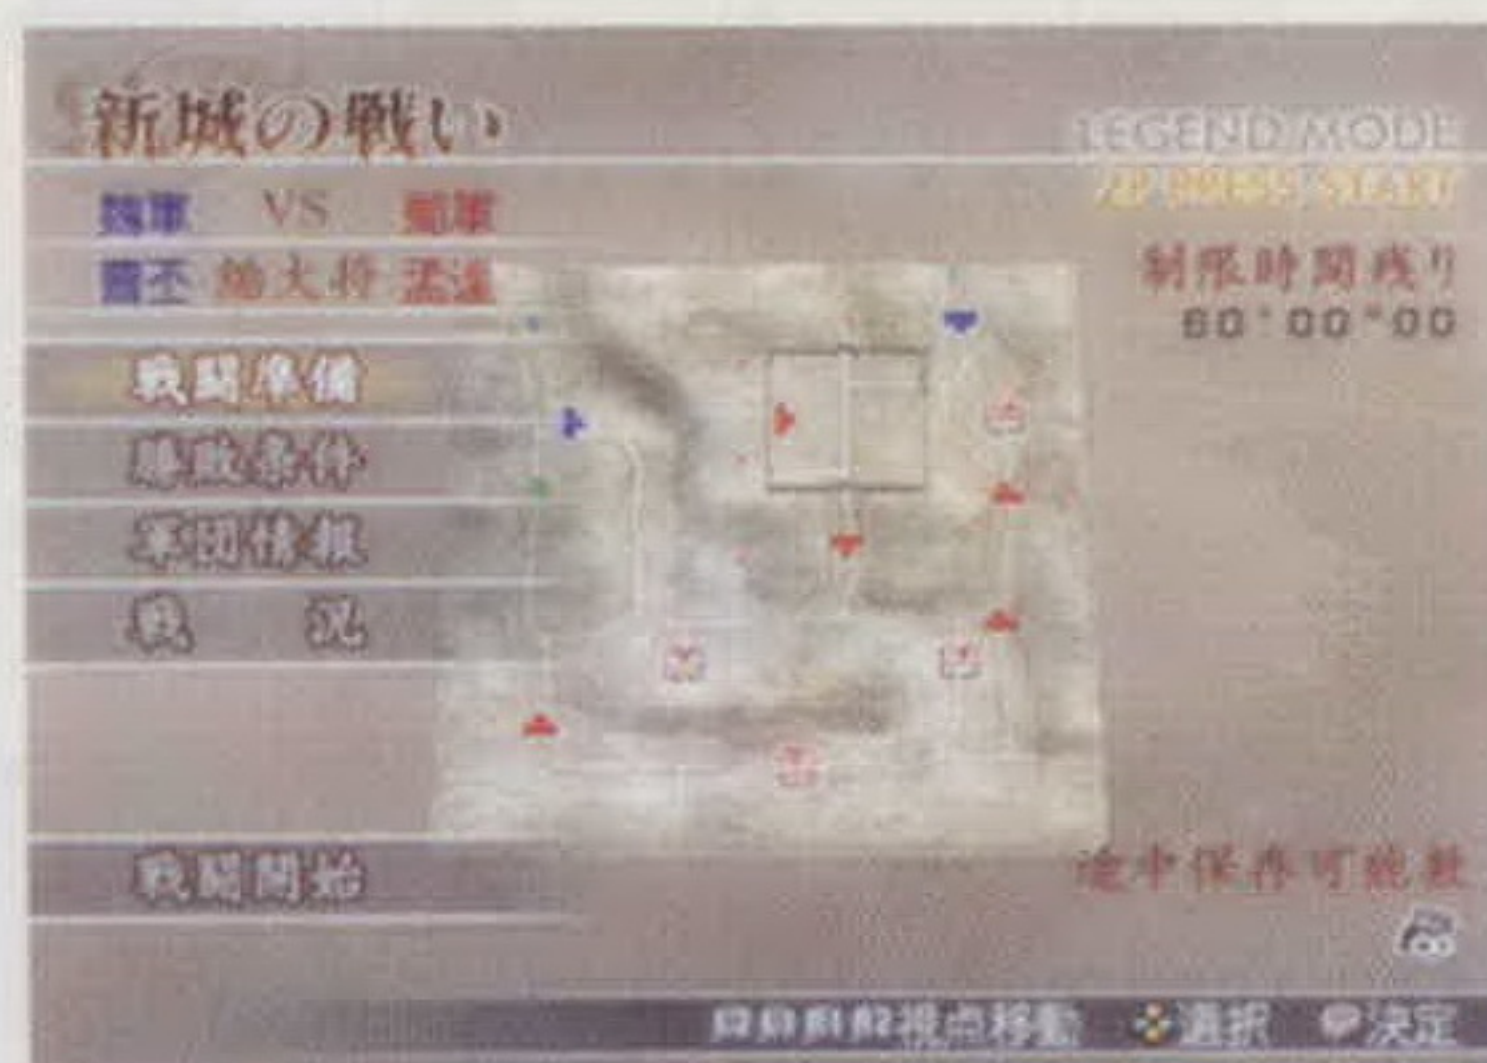 新城の戦い
LEGEND MODE
魏軍 VS 蜀軍
曹丕 総大将 孟達
制限時間残り
60'00"00
戦闘準備
勝敗条件
軍団情報
戦況
戦闘開始
途中保存可能数
視点移動 選択 決定